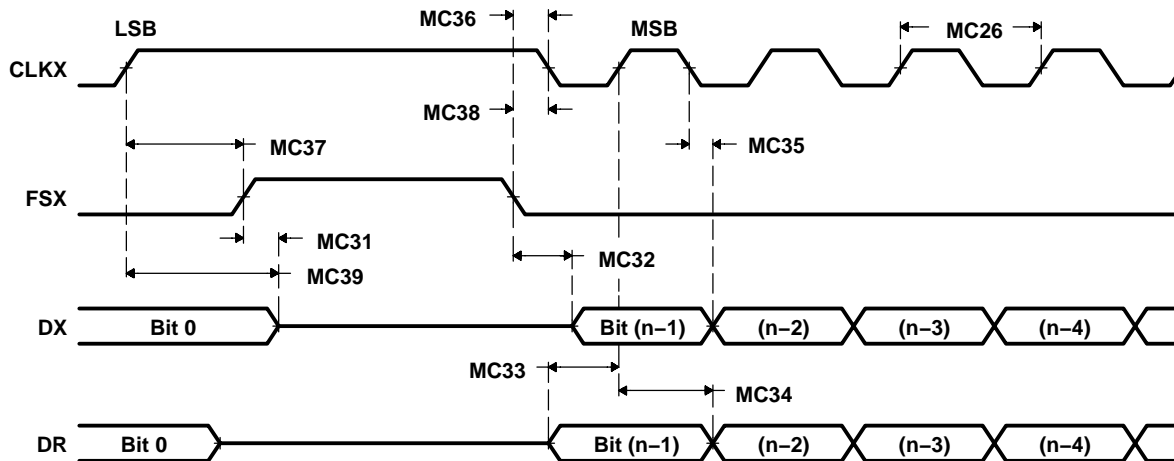 LSB
MC36
MSB
MC26
CLKX
MC38
MC37
MC35
FSX
MC31
MC32
MC39
DX
Bit 0
Bit (n–1)
(n–2)
(n–3)
(n–4)
MC33
MC34
DR
Bit 0
Bit (n–1)
(n–2)
(n–3)
(n–4)